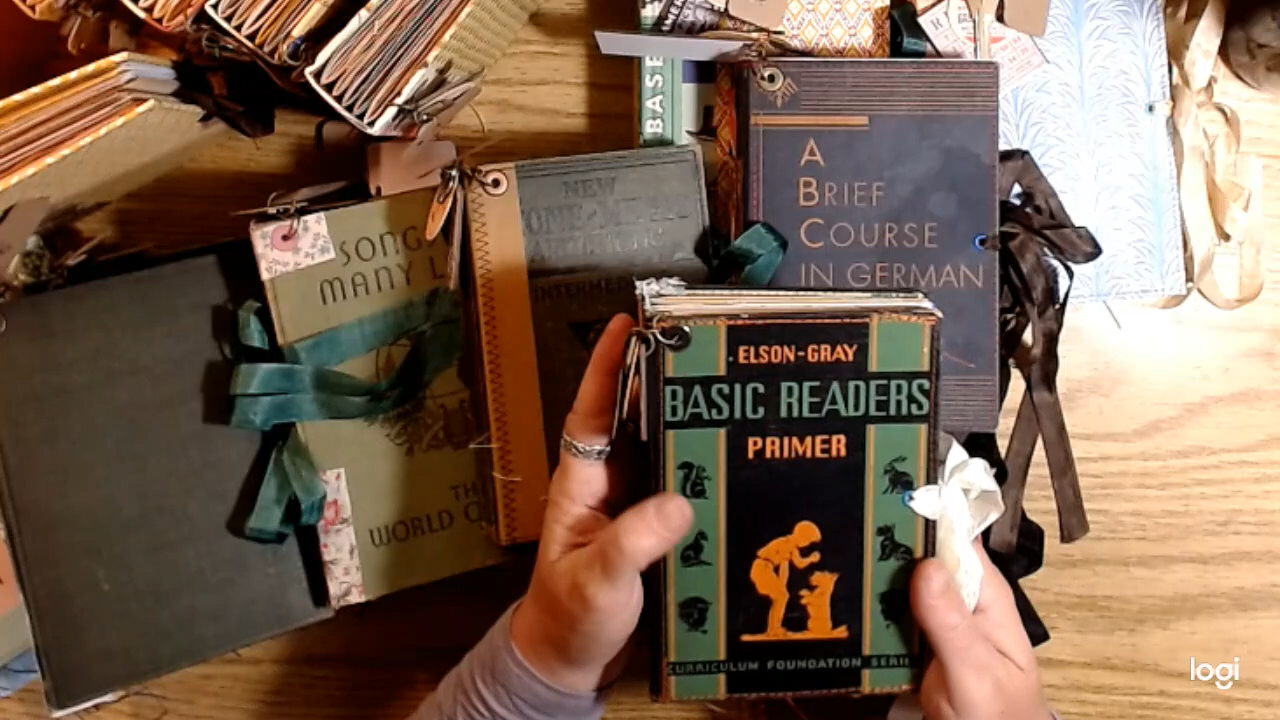 BASE
A
BRIEF
COURSE
IN GERMAN
SONG
MANY L
NEW
INTERMED
TH
WORLD
ELSON-GRAY
BASIC READERS
PRIMER
CURRICULUM FOUNDATION SERI
logi